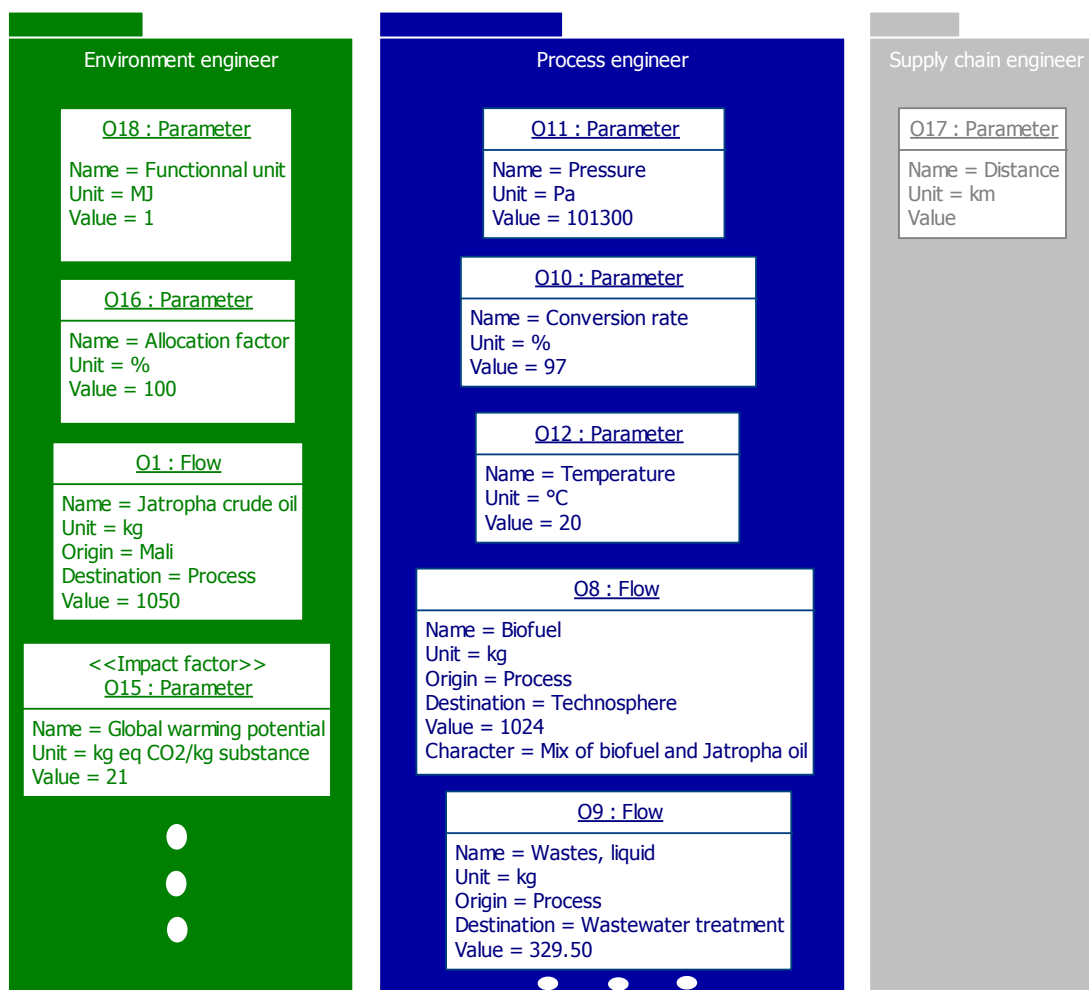 Environment engineer
O18 : Parameter
Name = Functionnal unit
Unit = MJ
Value = 1
O16 : Parameter
Name = Allocation factor
Unit = %
Value = 100
O1 : Flow
Name = Jatropha crude oil
Unit = kg
Origin = Mali
Destination = Process
Value = 1050
<<Impact factor>>
O15 : Parameter
Name = Global warming potential
Unit = kg eq CO2/kg substance
Value = 21
Process engineer
O11 : Parameter
Name = Pressure
Unit = Pa
Value = 101300
O10 : Parameter
Name = Conversion rate
Unit = %
Value = 97
O12 : Parameter
Name = Temperature
Unit = °C
Value = 20
O8 : Flow
Name = Biofuel
Unit = kg
Origin = Process
Destination = Technosphere
Value = 1024
Character = Mix of biofuel and Jatropha oil
O9 : Flow
Name = Wastes, liquid
Unit = kg
Origin = Process
Destination = Wastewater treatment
Value = 329.50
Supply chain engineer
O17 : Parameter
Name = Distance
Unit = km
Value